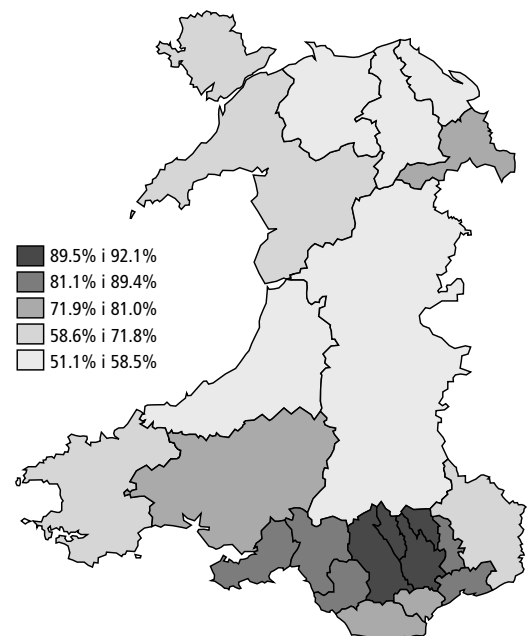 89.5% i 92.1%
81.1% i 89.4%
71.9% i 81.0%
58.6% i 71.8%
51.1% i 58.5%